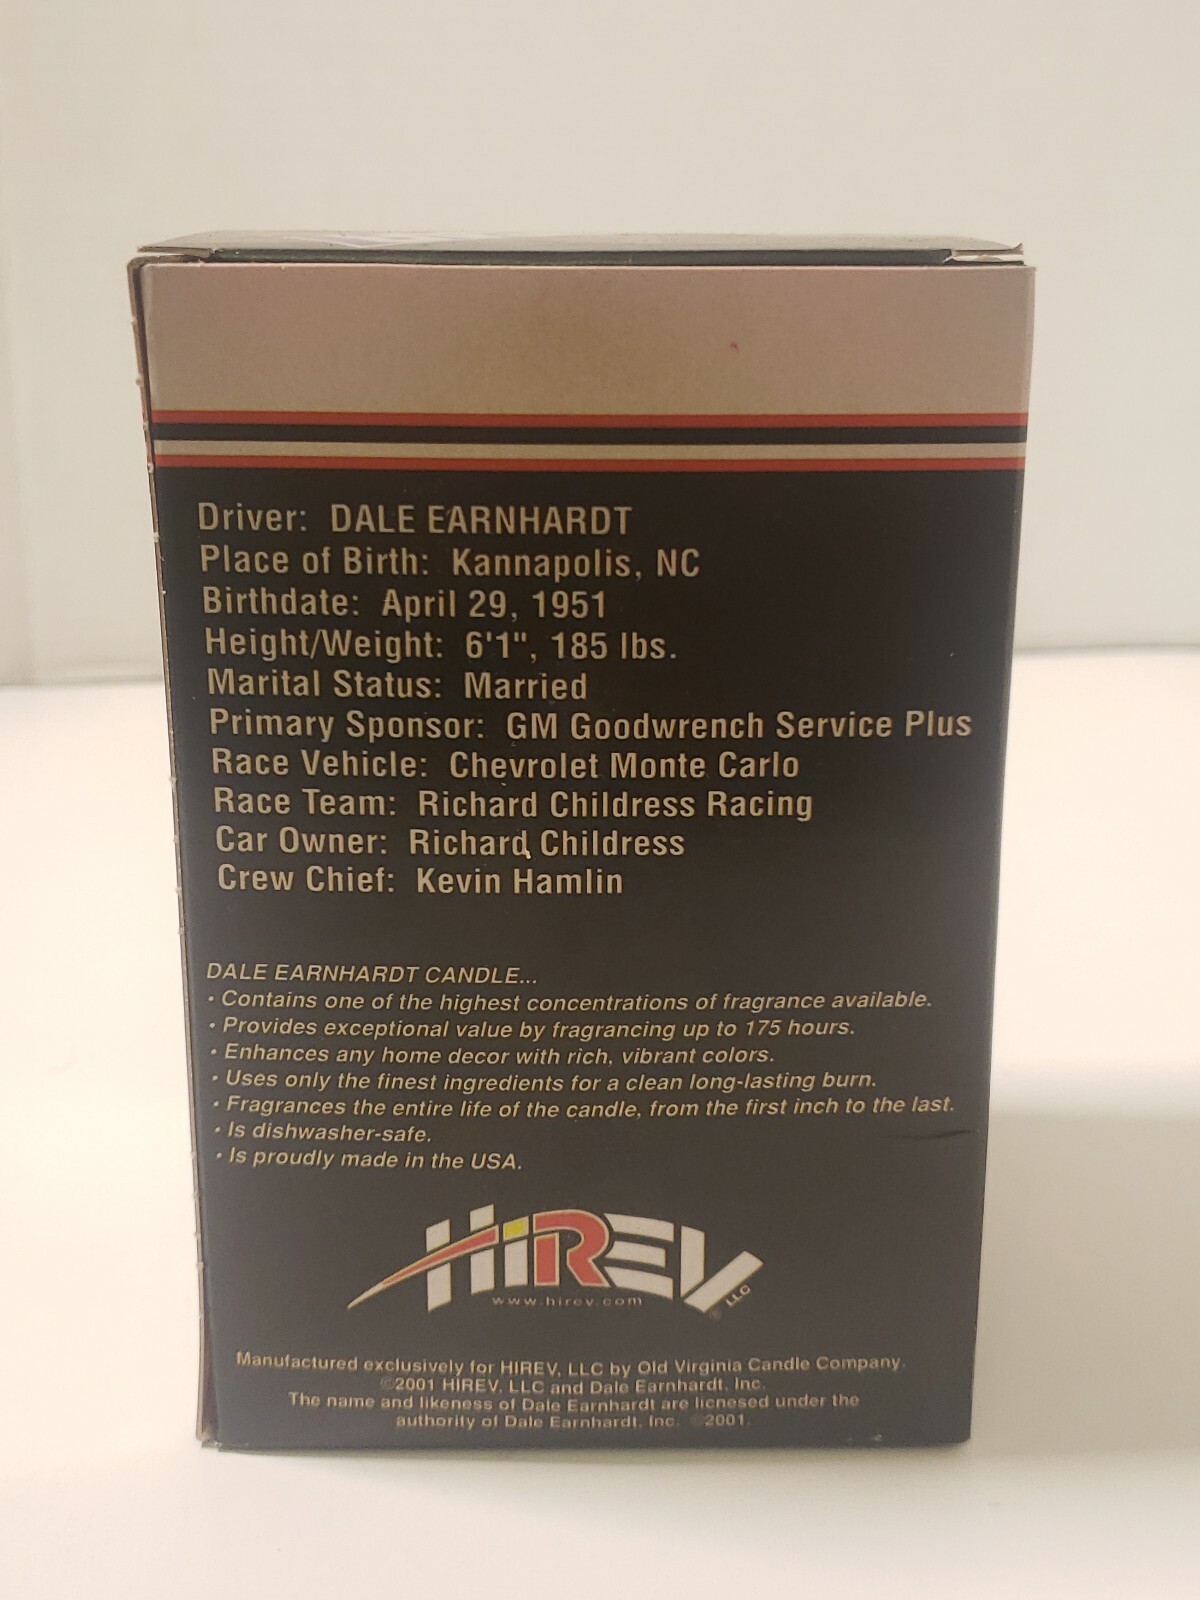 Driver: DALE EARNHARDT
Place of Birth: Kannapolis, NC
Birthdate: April 29, 1951
Height/Weight: 6'1", 185 lbs.
Marital Status: Married
Primary Sponsor: GM Goodwrench Service Plus
Race Vehicle: Chevrolet Monte Carlo
Race Team: Richard Childress Racing
Car Owner: Richard Childress
Crew Chief: Kevin Hamlin
DALE EARNHARDT CANDLE...
• Contains one of the highest concentrations of fragrance available.
• Provides exceptional value by fragrancing up to 175 hours.
• Enhances any home decor with rich, vibrant colors.
• Uses only the finest ingredients for a clean long-lasting burn.
• Fragrances the entire life of the candle, from the first inch to the last.
• Is dishwasher-safe.
• Is proudly made in the USA.
HIREV
www.hirev.com
® LLC
Manufactured exclusively for HIREV, LLC by Old Virginia Candle Company.
©2001 HIREV, LLC and Dale Earnhardt, Inc.
The name and likeness of Dale Earnhardt are licnesed under the
authority of Dale Earnhardt, Inc. ©2001.